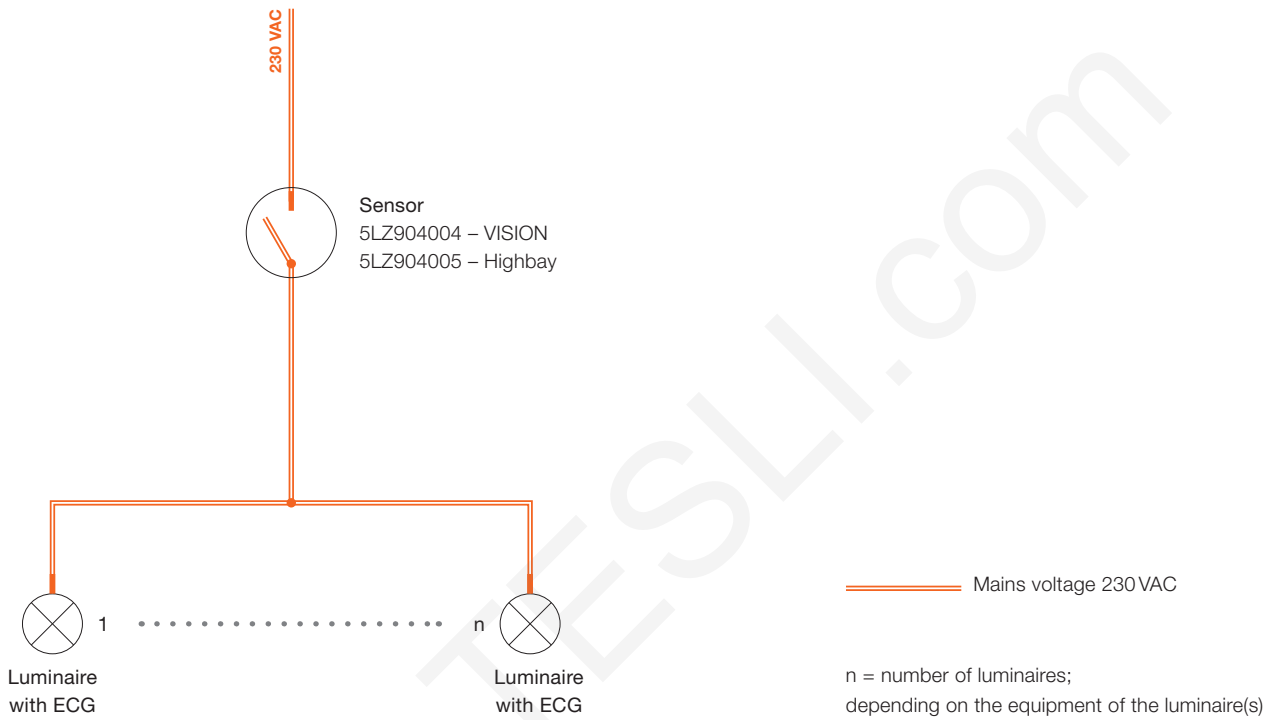 230 VAC
Sensor
5LZ904004 – VISION
5LZ904005 – Highbay
1
n
Luminaire
with ECG
Luminaire
with ECG
Mains voltage 230 VAC
n = number of luminaires;
depending on the equipment of the luminaire(s)
TESLI.com